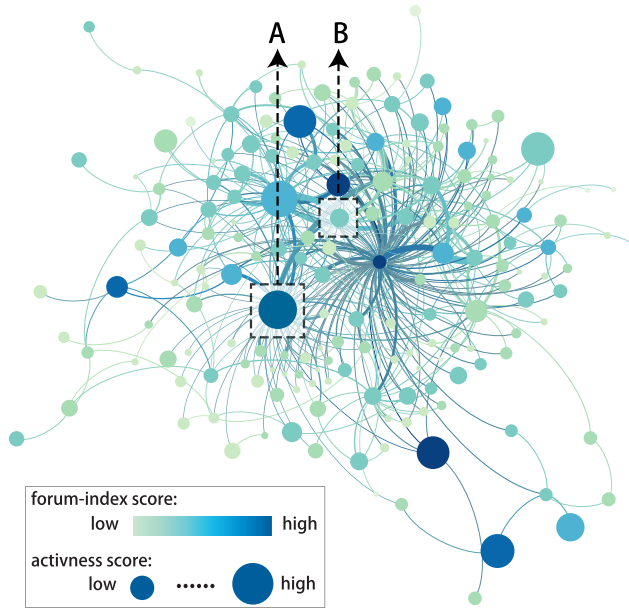 A B
forum-index score:
low high
activness score:
low ...... high